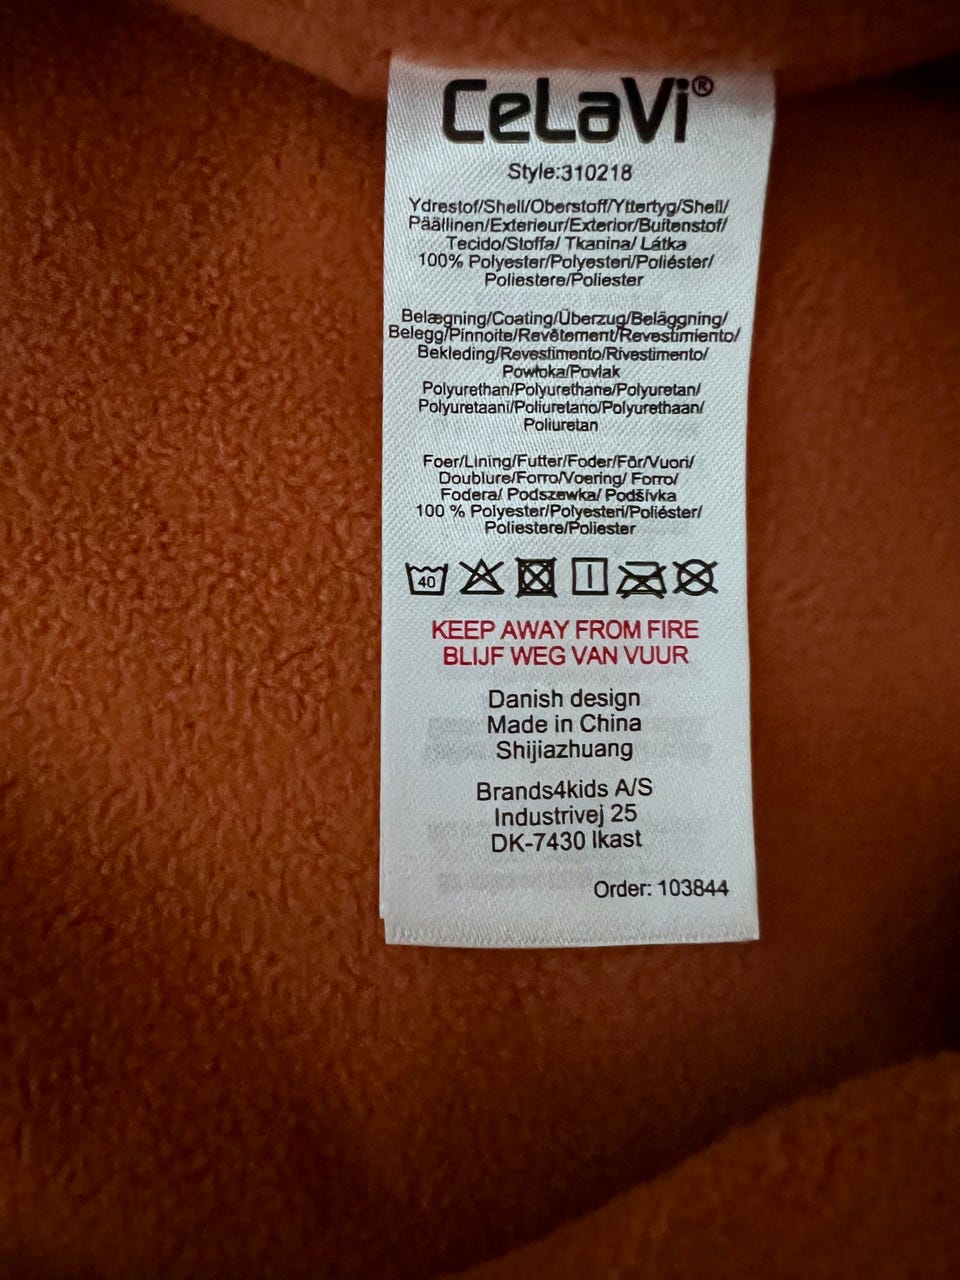 CeLaVi®
Style:310218
Ydrestof/Shell/Oberstoff/Yttertyg/Shell/
Päällinen/Exterieur/Exterior/Buitenstof/
Tecido/Stoffa/ Tkanina/ Látka
100% Polyester/Polyesteri/Poliéster/
Poliestere/Poliester
Belægning/Coating/Überzug/Beläggning/
Belegg/Pinnoite/Revêtement/Revestimiento/
Bekleding/Revestimento/Rivestimento/
Powłoka/Povlak
Polyurethan/Polyurethane/Polyuretan/
Polyuretaani/Poliuretano/Polyurethaan/
Poliuretan
Foer/Lining/Futter/Foder/Fôr/Vuori/
Doublure/Forro/Voering/ Forro/
Fodera/ Podszewka/ Podšívka
100 % Polyester/Polyesteri/Poliéster/
Poliestere/Poliester
40
KEEP AWAY FROM FIRE
BLIJF WEG VAN VUUR
Danish design
Made in China
Shijiazhuang
Brands4kids A/S
Industrivej 25
DK-7430 Ikast
Order: 103844